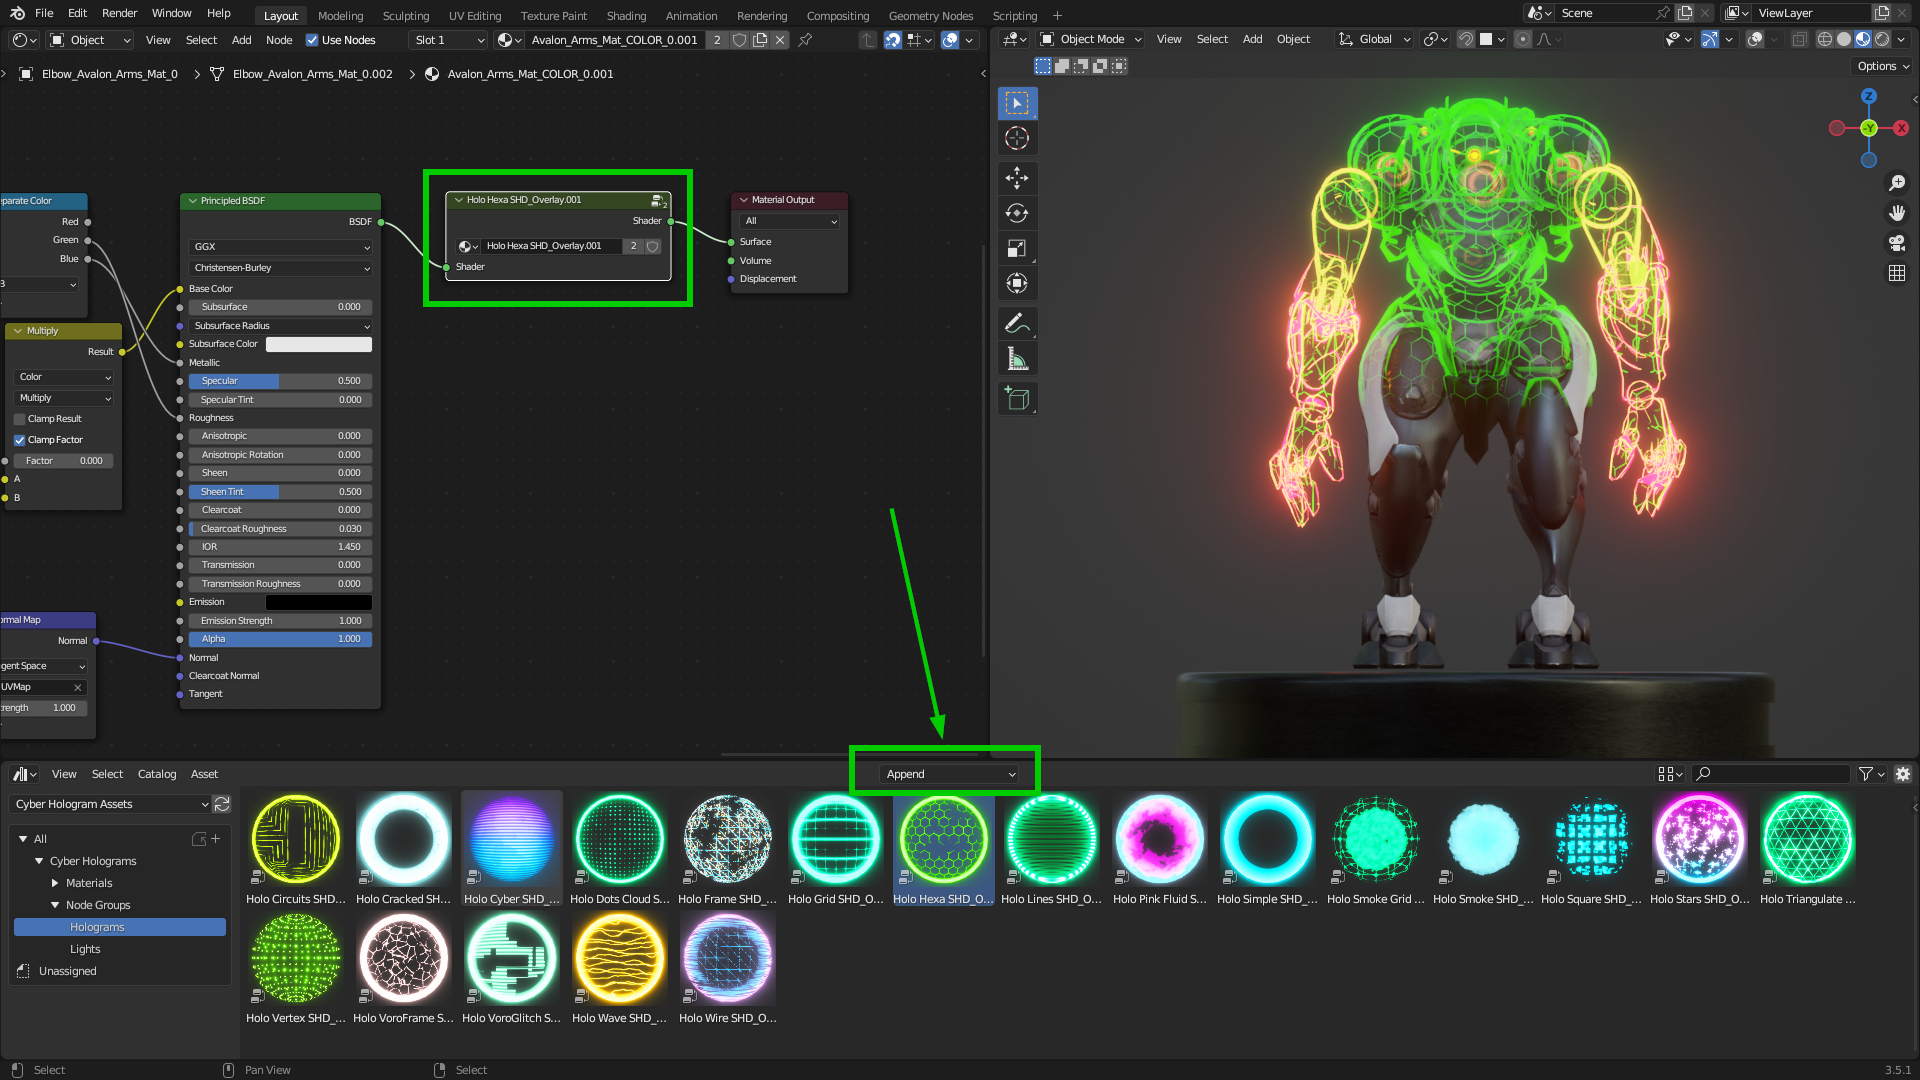 File Edit Render Window Help
Layout Modeling Sculpting UV Editing Texture Paint Shading Animation Rendering Compositing Geometry Nodes Scripting +
Scene
ViewLayer
Object View Select Add Node Use Nodes Slot 1 Avalon_Arms_Mat_COLOR_0.001 2
Object Mode View Select Add Object Global
Options
Elbow_Avalon_Arms_Mat_0 > Elbow_Avalon_Arms_Mat_0.002 > Avalon_Arms_Mat_COLOR_0.001
Z
X
-Y
eparate Color
Red
Green
Blue
B
Multiply
Result
Color
Multiply
Clamp Result
Clamp Factor
Factor 0.000
A
B
ormal Map
Normal
gent Space
UVMap
rength 1.000
Principled BSDF
BSDF
GGX
Christensen-Burley
Base Color
Subsurface 0.000
Subsurface Radius
Subsurface Color
Metallic
Specular 0.500
Specular Tint 0.000
Roughness
Anisotropic 0.000
Anisotropic Rotation 0.000
Sheen 0.000
Sheen Tint 0.500
Clearcoat 0.000
Clearcoat Roughness 0.030
IOR 1.450
Transmission 0.000
Transmission Roughness 0.000
Emission
Emission Strength 1.000
Alpha 1.000
Normal
Clearcoat Normal
Tangent
Holo Hexa SHD_Overlay.001 2
Shader
Holo Hexa SHD_Overlay.001 2
Shader
Material Output
All
Surface
Volume
Displacement
View Select Catalog Asset
Append
Cyber Hologram Assets
All
Cyber Holograms
Materials
Node Groups
Holograms
Lights
Unassigned
Holo Circuits SHD... Holo Cracked SH... Holo Cyber SHD_... Holo Dots Cloud S... Holo Frame SHD_... Holo Grid SHD_O... Holo Hexa SHD_O... Holo Lines SHD_O... Holo Pink Fluid S... Holo Simple SHD_... Holo Smoke Grid ... Holo Smoke SHD_... Holo Square SHD_... Holo Stars SHD_O... Holo Triangulate ...
Holo Vertex SHD_... Holo VoroFrame S... Holo VoroGlitch S... Holo Wave SHD_... Holo Wire SHD_O...
Select
Pan View
Select
3.5.1